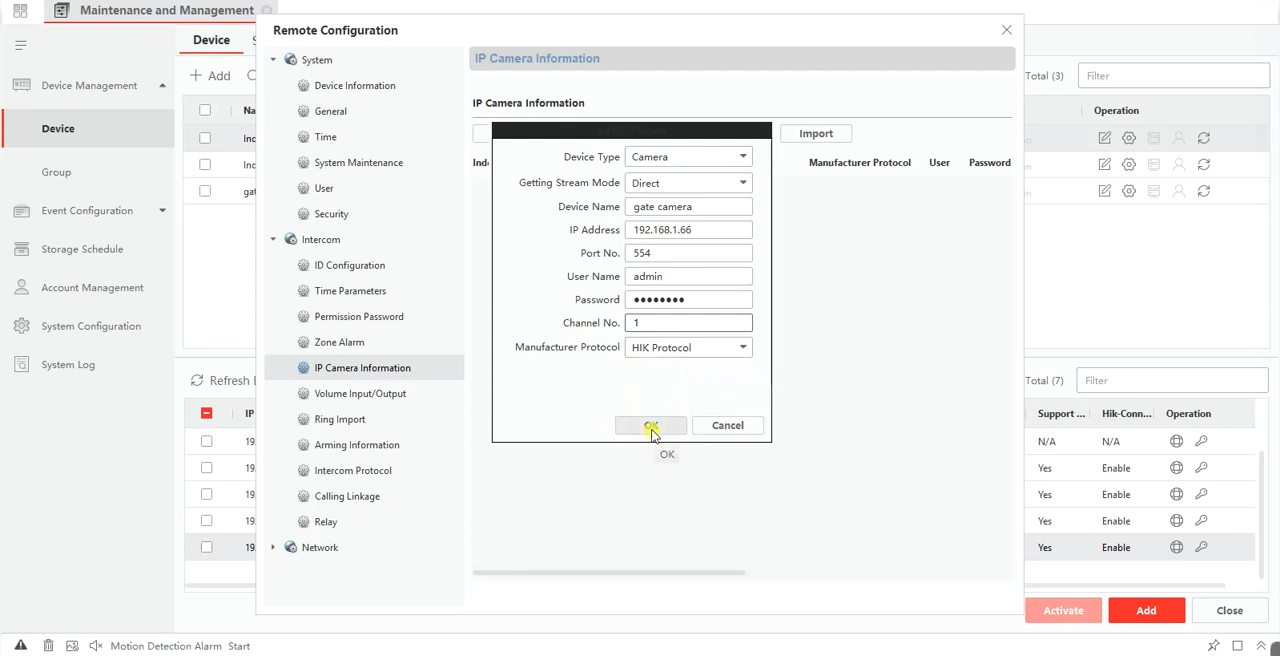 Maintenance and Management
Remote Configuration
Device
Add
Total (3)
Filter
Device Management
Device
Group
Event Configuration
Storage Schedule
Account Management
System Configuration
System Log
Operation
System
Device Information
General
Time
System Maintenance
User
Security
Intercom
ID Configuration
Time Parameters
Permission Password
Zone Alarm
IP Camera Information
Volume Input/Output
Ring Import
Arming Information
Intercom Protocol
Calling Linkage
Relay
Network
IP Camera Information
IP Camera Information
Import
Manufacturer Protocol User Password
Device Type Camera
Getting Stream Mode Direct
Device Name gate camera
IP Address 192.168.1.66
Port No. 554
User Name admin
Password ●●●●●●●●
Channel No. 1
Manufacturer Protocol HIK Protocol
OK Cancel
OK
Refresh
Total (7)
Filter
IP
Support ... Hik-Conn... Operation
N/A N/A
Yes Enable
Yes Enable
Yes Enable
Yes Enable
Activate Add Close
Motion Detection Alarm Start